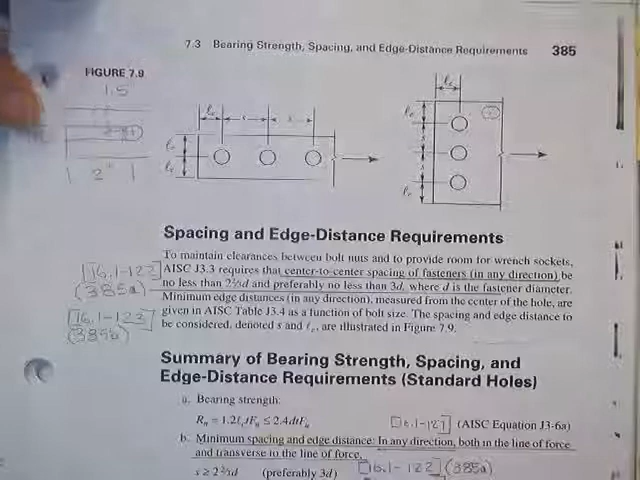 7.3 Bearing Strength, Spacing, and Edge-Distance Requirements 385
FIGURE 7.9
1.5
2"
ℓe s s
ℓe
ℓe
ℓe
ℓe
s
s
ℓe
Spacing and Edge-Distance Requirements
To maintain clearances between bolt nuts and to provide room for wrench sockets,
[16.1-122] AISC J3.3 requires that center-to-center spacing of fasteners (in any direction) be
(385a) no less than 2⅔d and preferably no less than 3d, where d is the fastener diameter.
Minimum edge distances (in any direction), measured from the center of the hole, are
[16.1-122] given in AISC Table J3.4 as a function of bolt size. The spacing and edge distance to
(385b) be considered, denoted s and ℓe, are illustrated in Figure 7.9.
Summary of Bearing Strength, Spacing, and
Edge-Distance Requirements (Standard Holes)
a. Bearing strength:
Rn = 1.2ℓctFu ≤ 2.4dtFu [16.1-127] (AISC Equation J3-6a)
b. Minimum spacing and edge distance: In any direction, both in the line of force
and transverse to the line of force,
s ≥ 2⅔d (preferably 3d) [16.1-122] (385a)